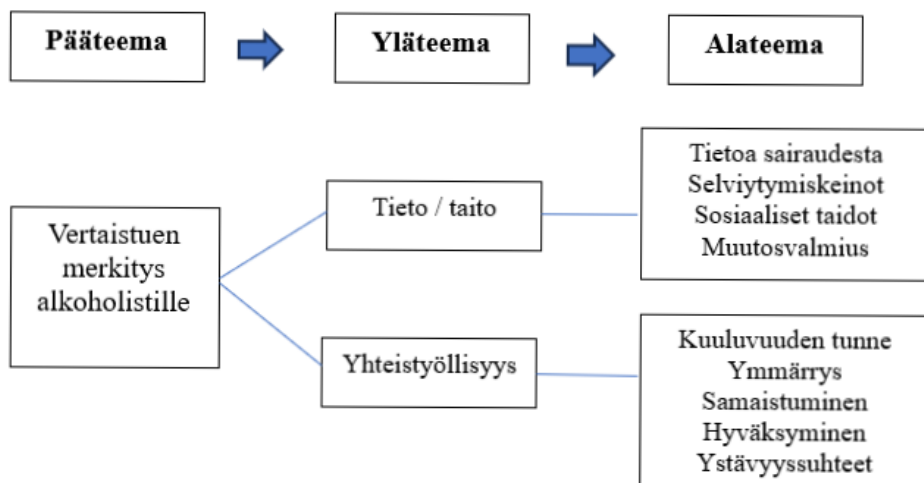 Pääteema
Yläteema
Alateema
Vertaistuen
merkitys
alkoholistille
Tieto / taito
Tietoa sairaudesta
Selviytymiskeinot
Sosiaaliset taidot
Muutosvalmius
Yhteistyöllisyys
Kuuluvuuden tunne
Ymmärrys
Samaistuminen
Hyväksyminen
Ystävyyssuhteet